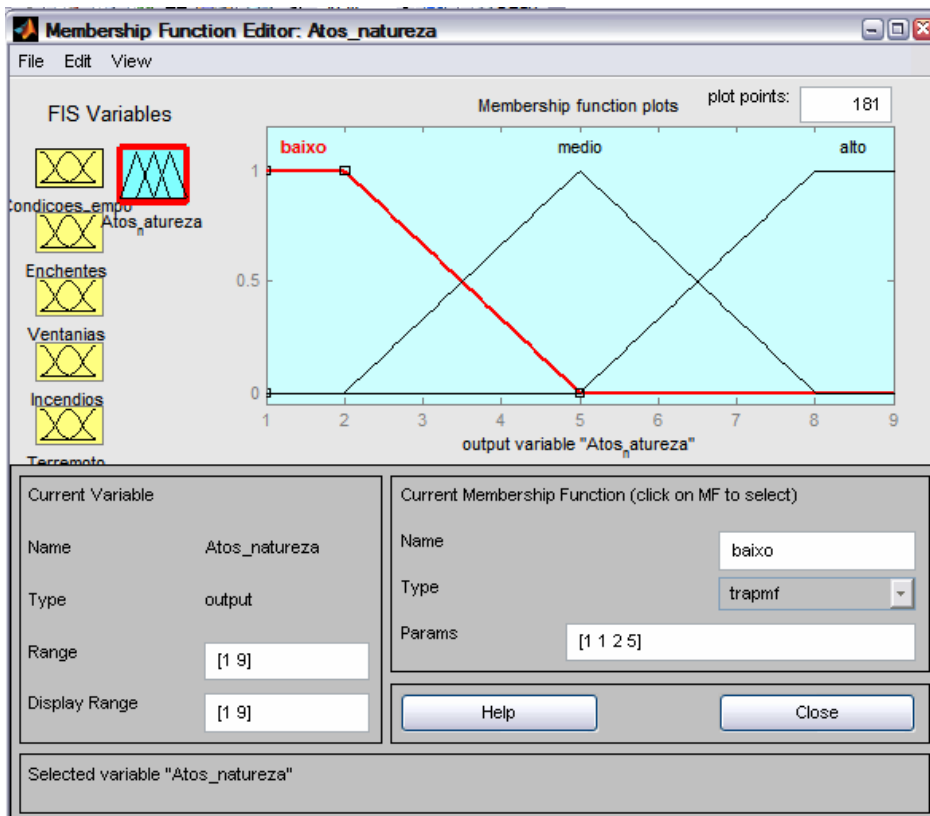 Membership Function Editor: Atos_natureza
File Edit View
FIS Variables
Membership function plots
plot points:
181
baixo
medio
alto
1
0.5
0
1 2 3 4 5 6 7 8 9
output variable "Atos_natureza"
ondicoes_empo
Atos_natureza
Enchentes
Ventanias
Incendios
Terremoto
Current Variable
Name
Atos_natureza
Type
output
Range
[1 9]
Display Range
[1 9]
Current Membership Function (click on MF to select)
Name
baixo
Type
trapmf
Params
[1 1 2 5]
Help
Close
Selected variable "Atos_natureza"